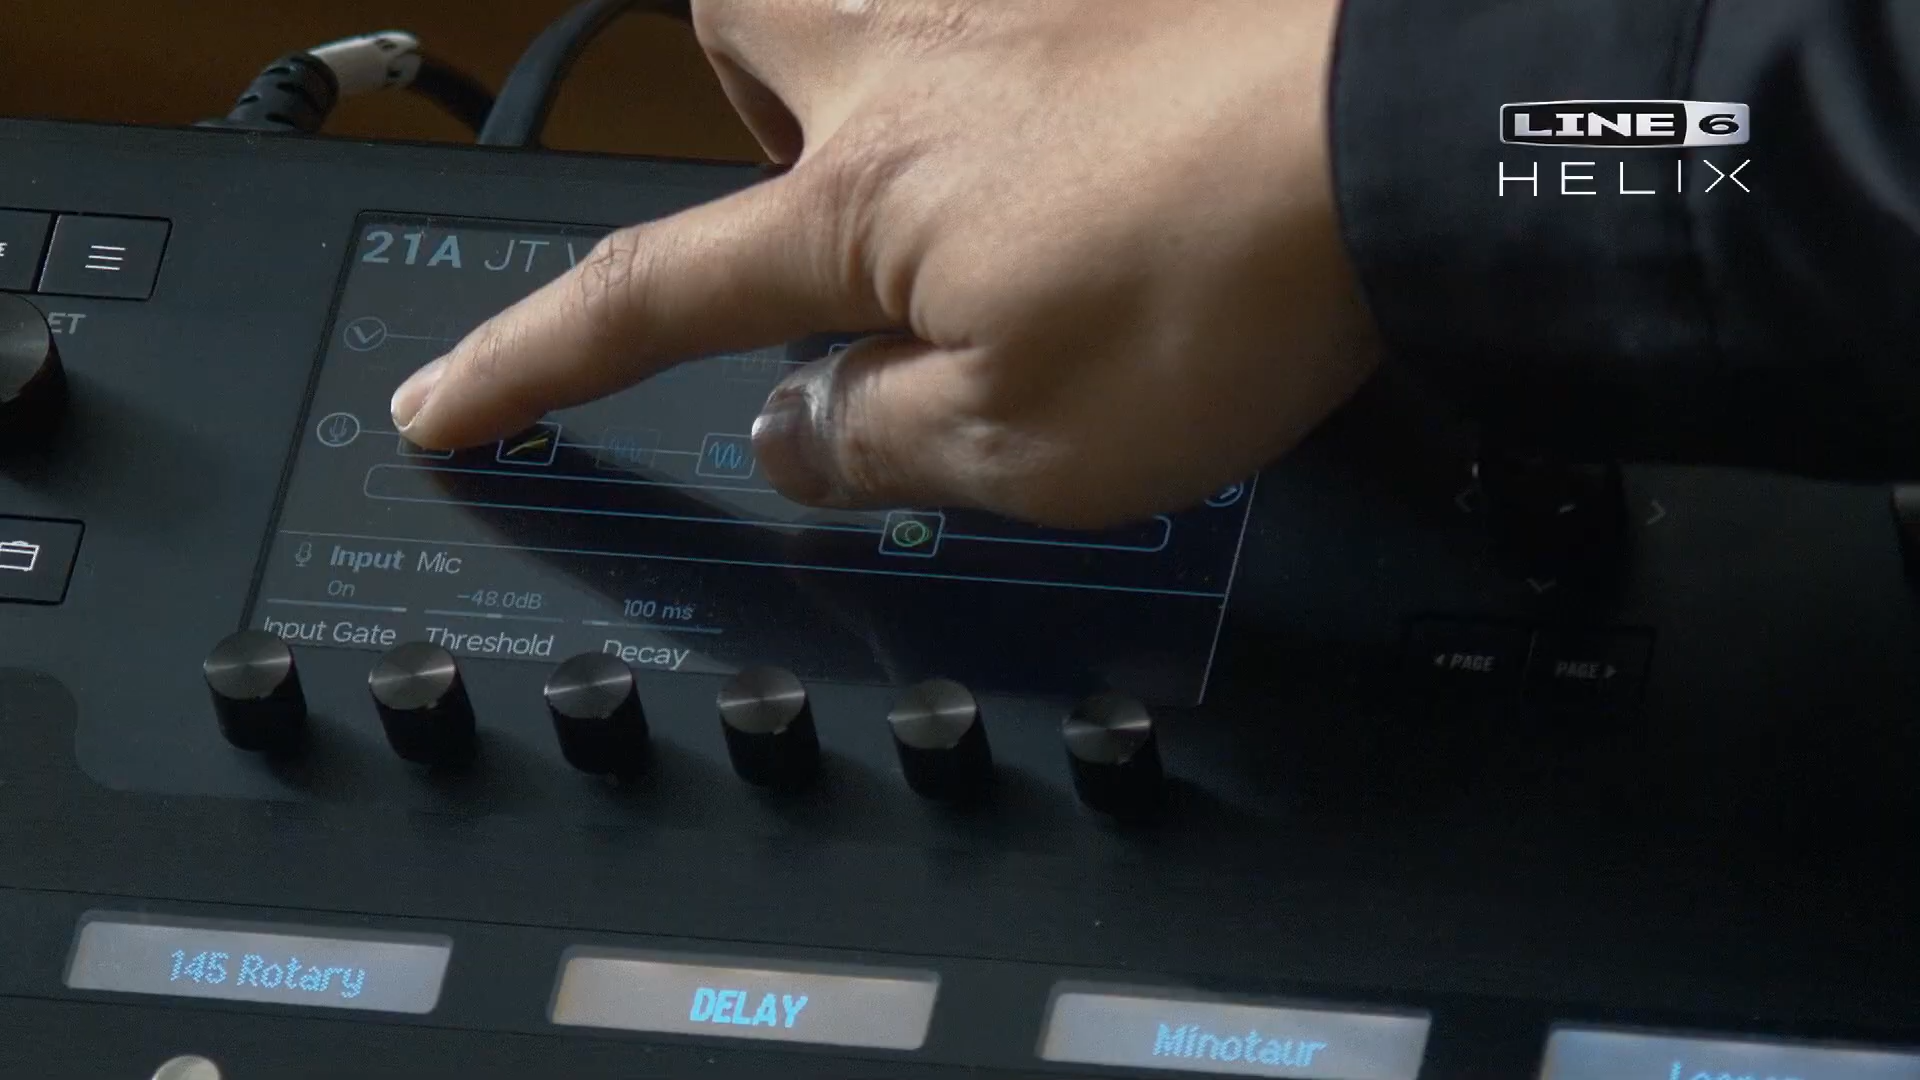 LINE 6
HELIX
21A JT
ET
Input Mic
On
-48.0dB
100 ms
Input Gate
Threshold
Decay
PAGE
PAGE
145 Rotary
DELAY
Minotaur